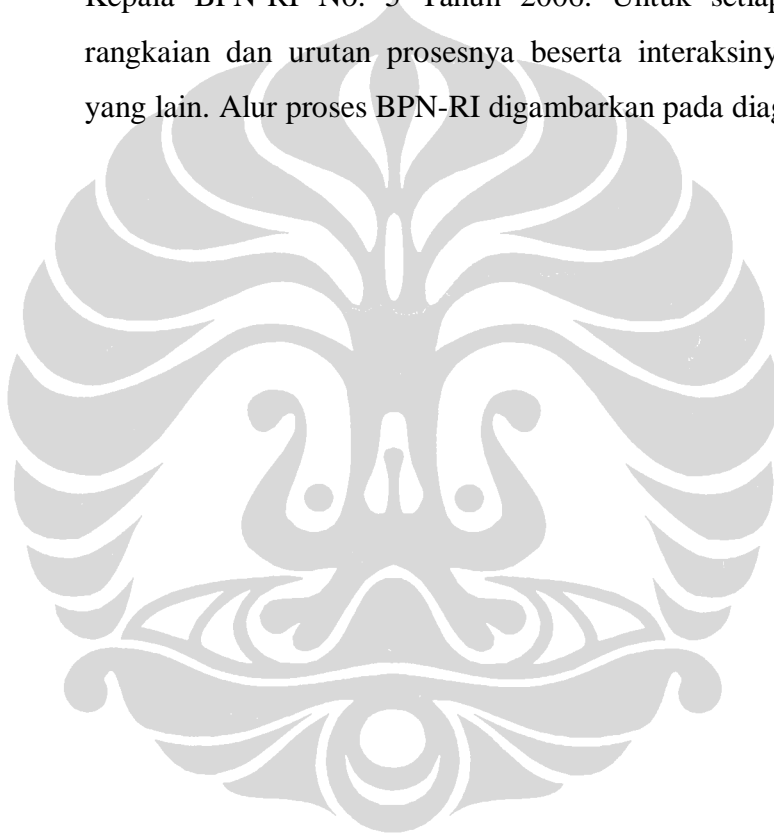 Kepala BPN-RI No. 3 Tahun 2006. Untuk setiap
rangkaian dan urutan prosesnya beserta interaksiny
yang lain. Alur proses BPN-RI digambarkan pada diag